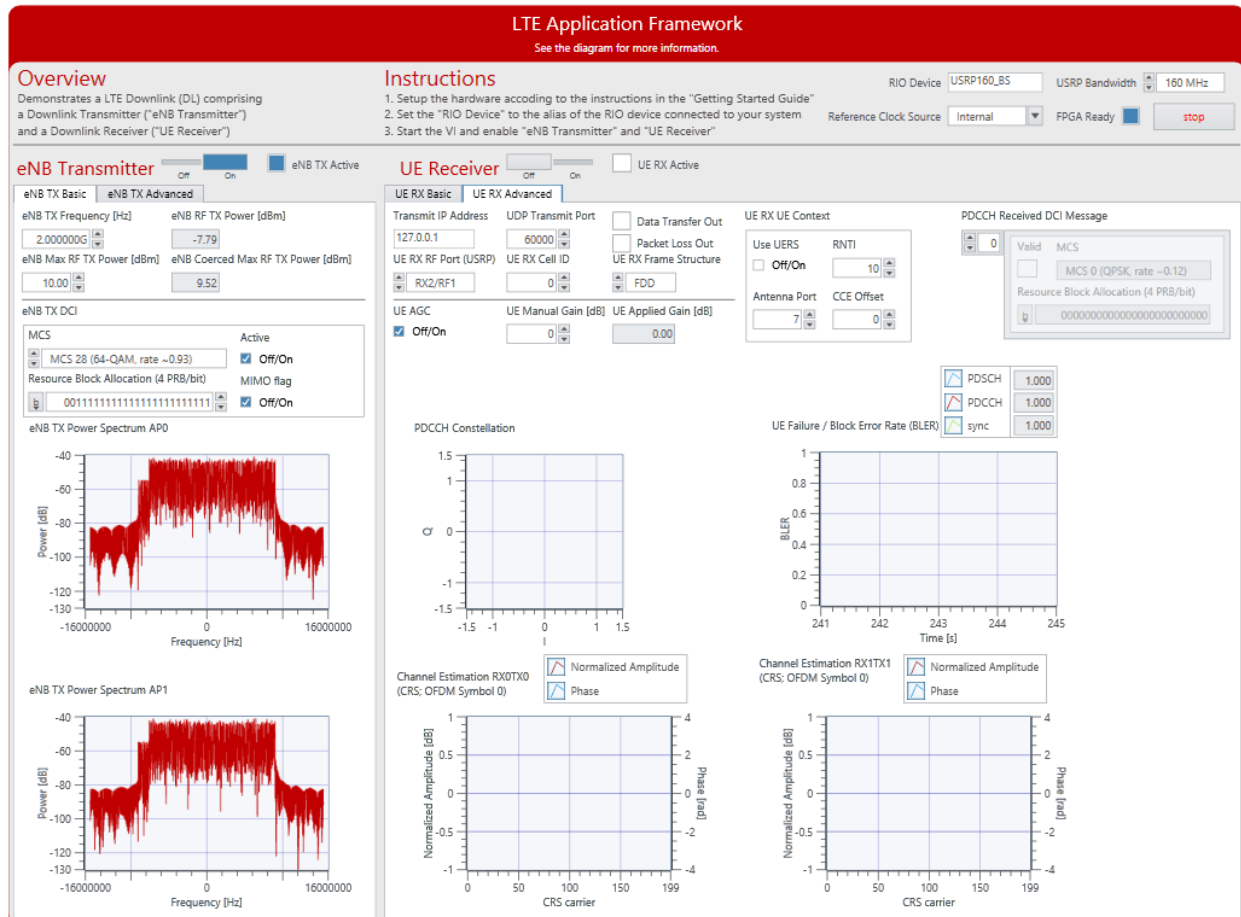 LTE Application Framework
See the diagram for more information.
Overview
Demonstrates a LTE Downlink (DL) comprising
a Downlink Transmitter ("eNB Transmitter")
and a Downlink Receiver ("UE Receiver")
Instructions
1. Setup the hardware accoding to the instructions in the "Getting Started Guide"
2. Set the "RIO Device" to the alias of the RIO device connected to your system
3. Start the VI and enable "eNB Transmitter" and "UE Receiver"
RIO Device USRP160_BS USRP Bandwidth 160 MHz
Reference Clock Source Internal FPGA Ready stop
eNB Transmitter Off On eNB TX Active
eNB TX Basic eNB TX Advanced
eNB TX Frequency [Hz] eNB RF TX Power [dBm]
2.000000G -7.79
eNB Max RF TX Power [dBm] eNB Coerced Max RF TX Power [dBm]
10.00 9.52
eNB TX DCI
MCS Active
MCS 28 (64-QAM, rate ~0.93) Off/On
Resource Block Allocation (4 PRB/bit) MIMO flag
b 0011111111111111111111111 Off/On
eNB TX Power Spectrum AP0
-40
-60
-80
-100
-120
-130
Power [dB]
-16000000 0 16000000
Frequency [Hz]
eNB TX Power Spectrum AP1
-40
-60
-80
-100
-120
-130
Power [dB]
-16000000 0 16000000
Frequency [Hz]
UE Receiver Off On UE RX Active
UE RX Basic UE RX Advanced
Transmit IP Address UDP Transmit Port Data Transfer Out
127.0.0.1 60000 Packet Loss Out
UE RX RF Port (USRP) UE RX Cell ID UE RX Frame Structure
RX2/RF1 0 FDD
UE AGC UE Manual Gain [dB] UE Applied Gain [dB]
Off/On 0 0.00
UE RX UE Context
Use UERS RNTI
Off/On 10
Antenna Port CCE Offset
7 0
PDCCH Received DCI Message
0 Valid MCS
MCS 0 (QPSK, rate ~0.12)
Resource Block Allocation (4 PRB/bit)
b 0000000000000000000000000
PDCCH Constellation
1.5
1
0
-1
-1.5
Q
-1.5 -1 0 1 1.5
I
PDSCH 1.000
PDCCH 1.000
sync 1.000
UE Failure / Block Error Rate (BLER)
1
0.8
0.6
0.4
0.2
0
BLER
241 242 243 244 245
Time [s]
Channel Estimation RX0TX0
(CRS; OFDM Symbol 0)
Normalized Amplitude
Phase
1
0.5
0
-0.5
-1
Normalized Amplitude [dB]
4
2
0
-2
-4
Phase [rad]
0 50 100 150 199
CRS carrier
Channel Estimation RX1TX1
(CRS; OFDM Symbol 0)
Normalized Amplitude
Phase
1
0.5
0
-0.5
-1
Normalized Amplitude [dB]
4
2
0
-2
-4
Phase [rad]
0 50 100 150 199
CRS carrier